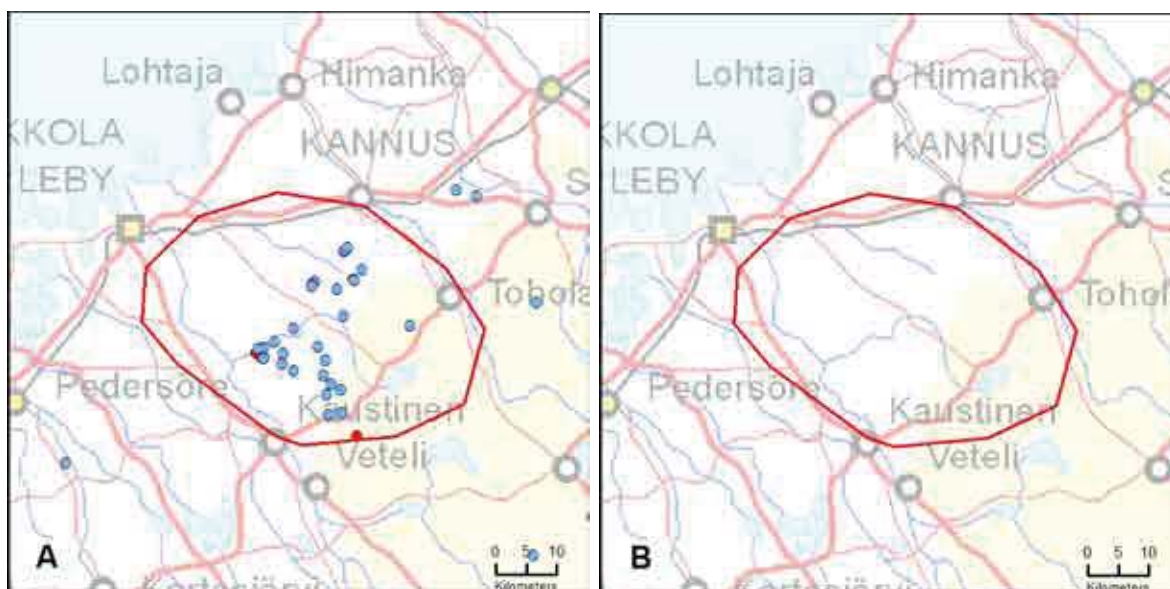 Lohtaja
Himanka
KKOLA
KANNUS
LEBY
S
Tohola
Pedersöre
Kaustinen
Veteli
A
0 5 10
Kilometers
Lohtaja
Himanka
KKOLA
KANNUS
LEBY
S
Tohol
Pedersöre
Kaustinen
Veteli
B
0 5 10
Kilometers